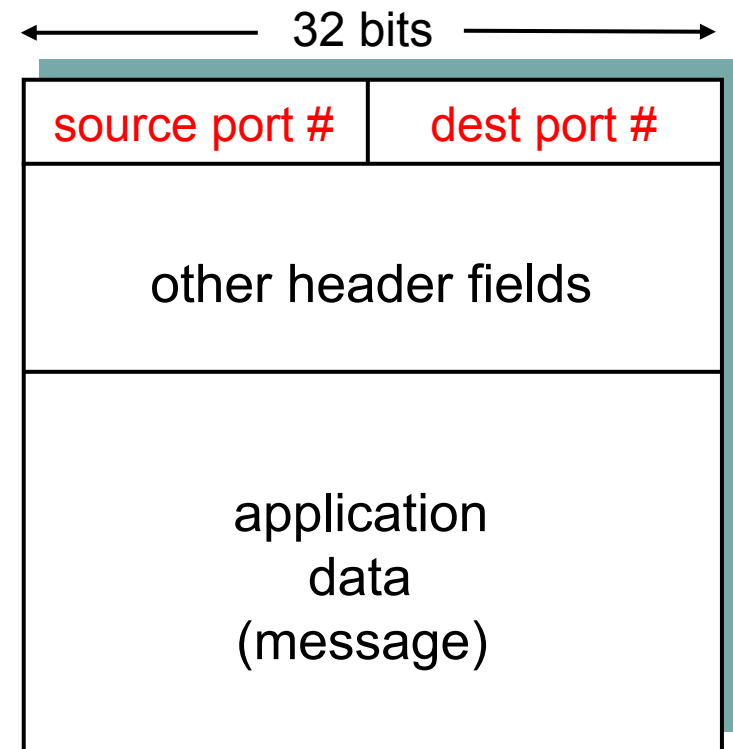 32 bits
source port # dest port #
other header fields
application
data
(message)